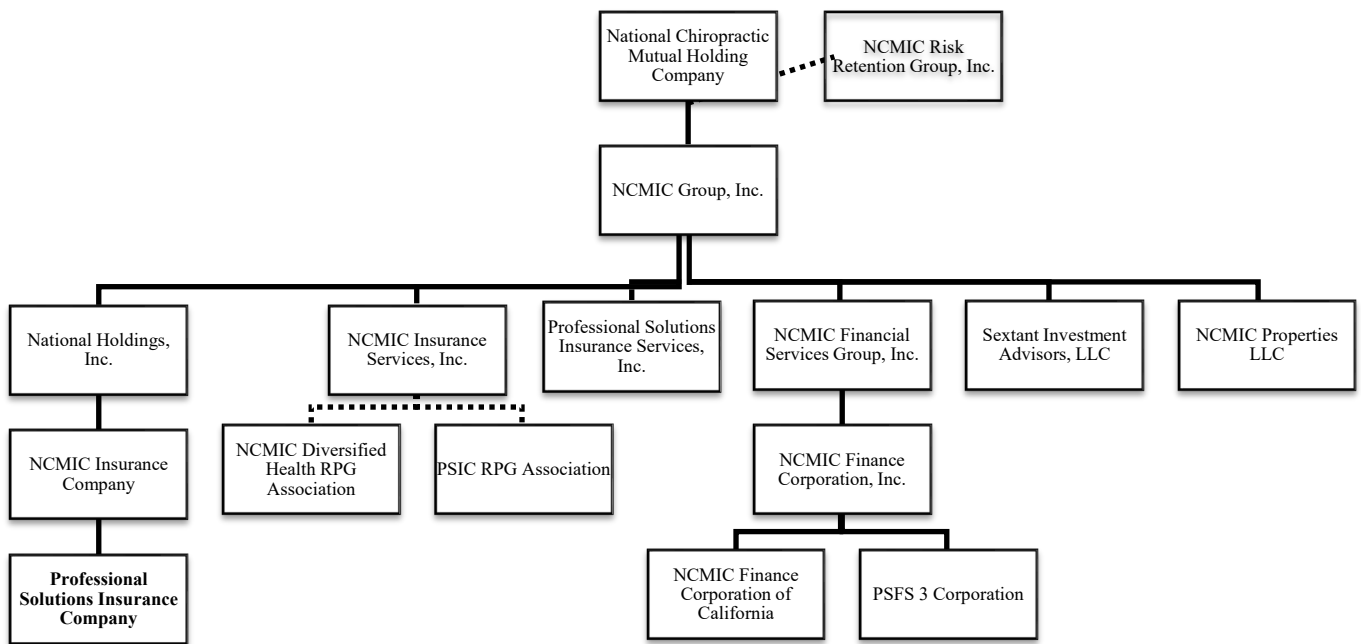 National Chiropractic
Mutual Holding
Company
NCMIC Risk
Retention Group, Inc.
NCMIC Group, Inc.
National Holdings,
Inc.
NCMIC Insurance
Services, Inc.
Professional Solutions
Insurance Services,
Inc.
NCMIC Financial
Services Group, Inc.
Sextant Investment
Advisors, LLC
NCMIC Properties
LLC
NCMIC Insurance
Company
NCMIC Diversified
Health RPG
Association
PSIC RPG Association
NCMIC Finance
Corporation, Inc.
Professional
Solutions Insurance
Company
NCMIC Finance
Corporation of
California
PSFS 3 Corporation